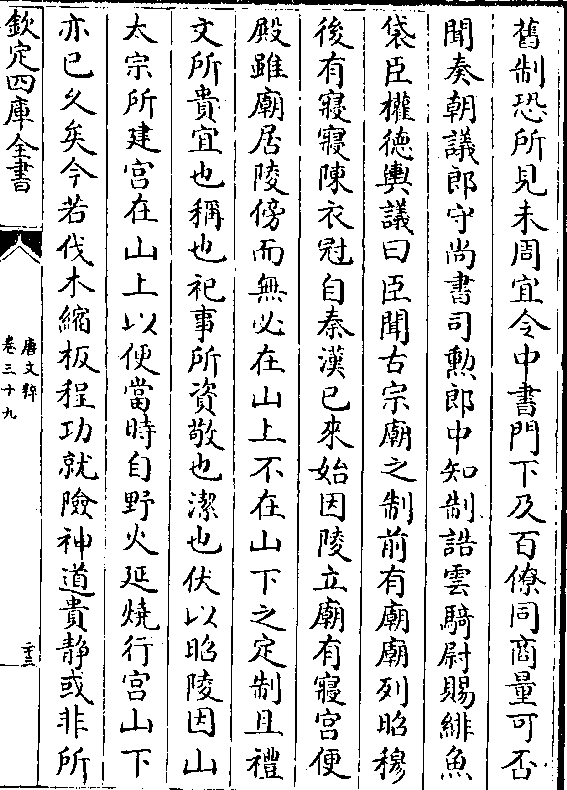 舊制恐所見未周宜令中書門下及百僚同商量可否
聞奏朝議郎守尚書司勲郎中知制誥雲騎尉賜緋魚
袋臣權德輿議曰臣聞古宗廟之制前有廟廟列昭穆
後有寢寢陳衣冠自秦漢已來始因陵立廟有寢宮便
殿雖廟居陵傍而無必在山上不在山下之定制且禮
文所貴宜也稱也祀事所資敬也潔也伏以昭陵因山
太宗所建宫在山上以便當時自野火延燒行宫山下
亦已久矣今若伐木縮板程功就險神道貴静或非所
欽定四庫全書
唐文粹
卷三十九